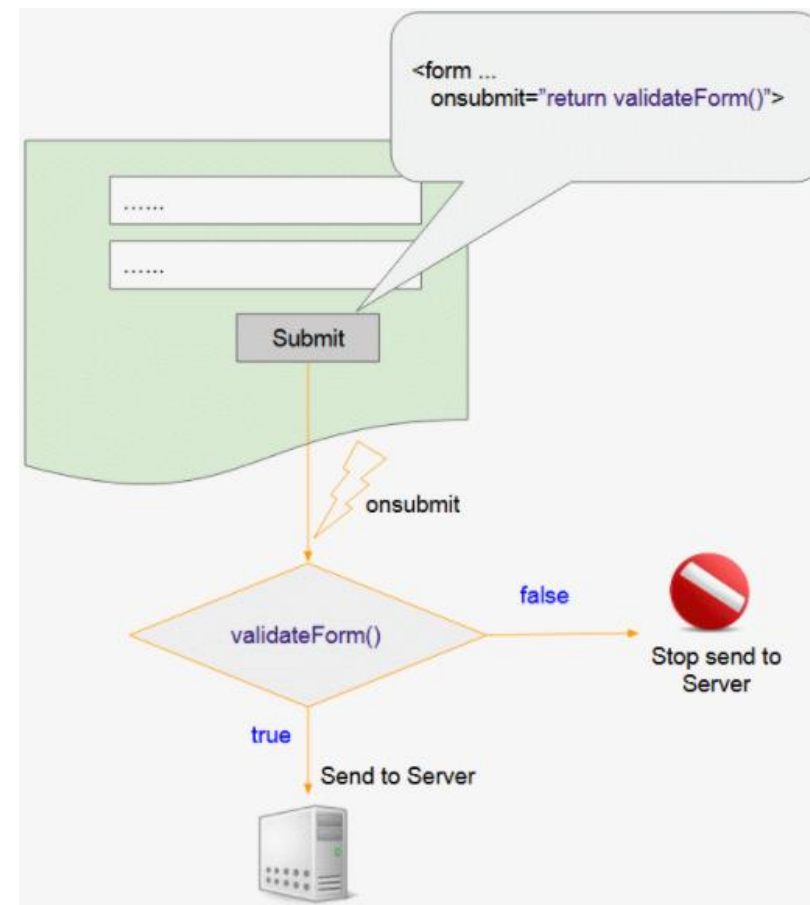 <form ...
onsubmit="return validateForm()">
......
......
Submit
onsubmit
validateForm()
false
Stop send to
Server
true
Send to Server